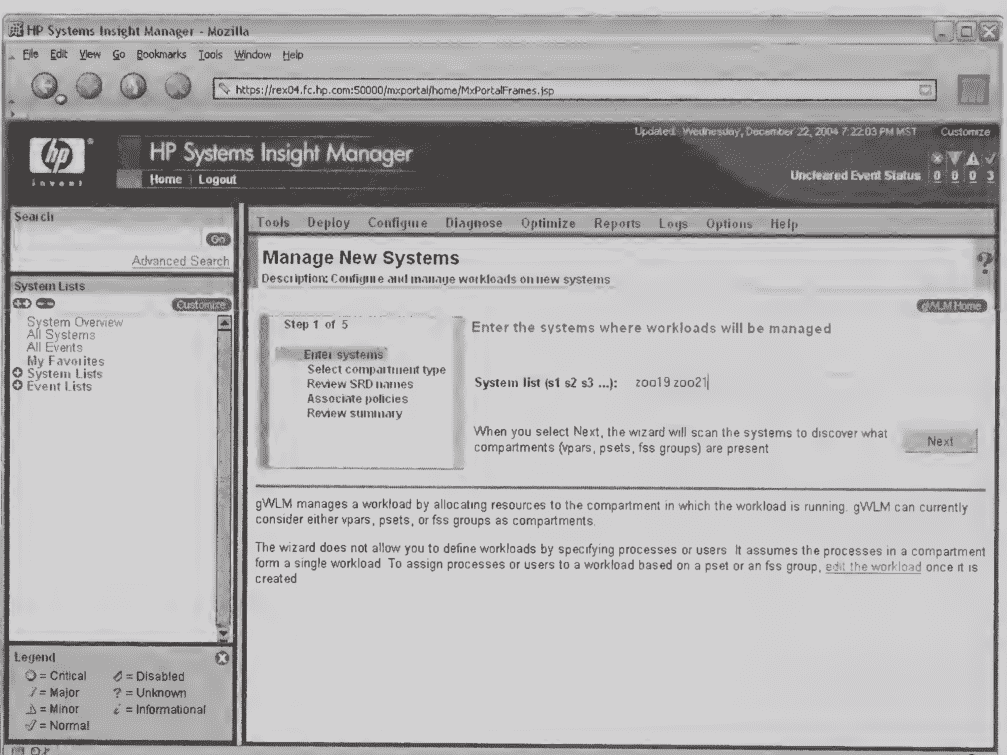 HP Systems Insight Manager - Mozilla
File Edit View Go Bookmarks Tools Window Help
https://rex04.fc.hp.com:50000/mxportal/home/MxPortalFrames.jsp
Updated: Wednesday, December 22, 2004 7:22:03 PM MST Customize
hp
invent
HP Systems Insight Manager
Home Logout
Uncleared Event Status 0 0 0 3
Search
Go
Advanced Search
System Lists
Customize
System Overview
All Systems
All Events
My Favorites
System Lists
Event Lists
Legend
= Critical = Disabled
= Major ? = Unknown
= Minor i = Informational
= Normal
Tools Deploy Configure Diagnose Optimize Reports Logs Options Help
Manage New Systems
?
Description: Configure and manage workloads on new systems
gWLM Home
Step 1 of 5
Enter systems
Select compartment type
Review SRD names
Associate policies
Review summary
Enter the systems where workloads will be managed
System list (s1 s2 s3 ...): zoo19 zoo21
When you select Next, the wizard will scan the systems to discover what
compartments (vpars, psets, fss groups) are present
Next
gWLM manages a workload by allocating resources to the compartment in which the workload is running. gWLM can currently
consider either vpars, psets, or fss groups as compartments.
The wizard does not allow you to define workloads by specifying processes or users. It assumes the processes in a compartment
form a single workload. To assign processes or users to a workload based on a pset or an fss group, edit the workload once it is
created